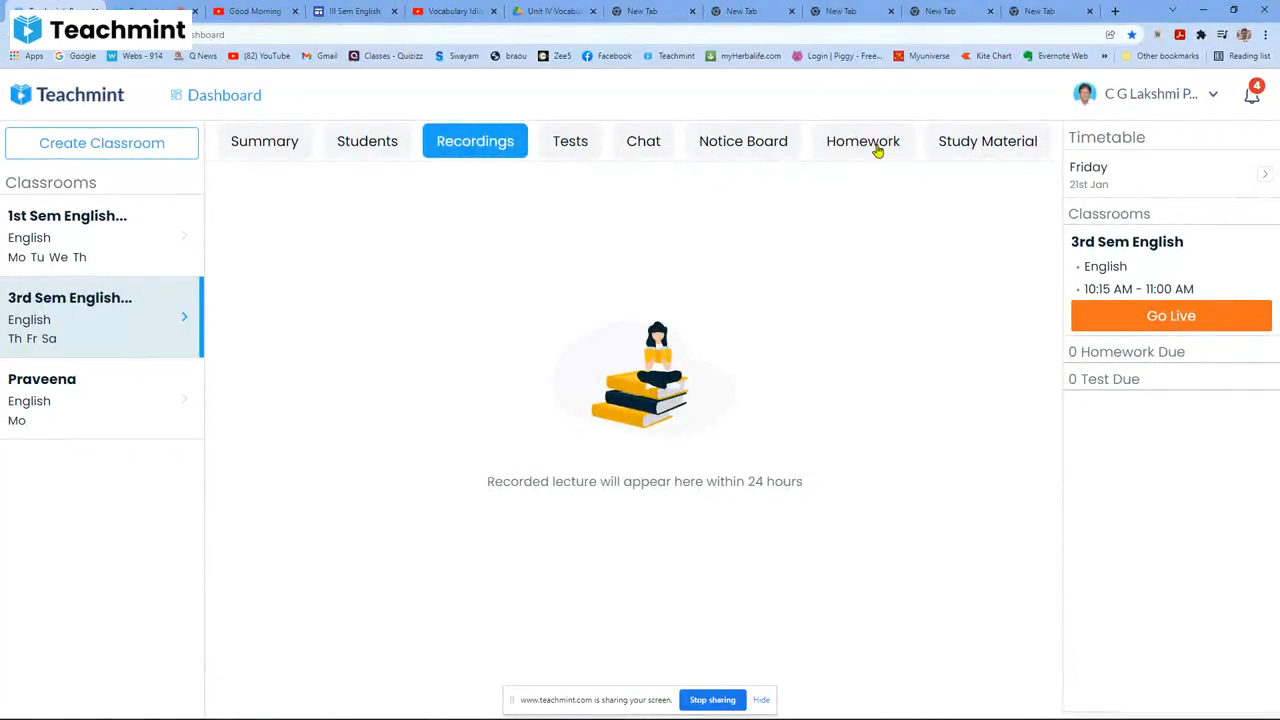 Good Morning
III Sem English
Vocabulary Idio
Unit IV Vocabu
New Tab
New Tab
New Tab
New Tab
Teachmint
hboard
Apps
Google
Webs - 914
Q News
(82) YouTube
Gmail
Classes - Quizizz
Swayam
braou
Zee5
Facebook
Teachmint
myHerbalife.com
Login | Piggy - Free...
Myuniverse
Kite Chart
Evernote Web
»
Other bookmarks
Reading list
Teachmint
Dashboard
C G Lakshmi P...
4
Create Classroom
Classrooms
1st Sem English...
English
Mo Tu We Th
3rd Sem English...
English
Th Fr Sa
Praveena
English
Mo
Summary
Students
Recordings
Tests
Chat
Notice Board
Homework
Study Material
Recorded lecture will appear here within 24 hours
Timetable
Friday
21st Jan
Classrooms
3rd Sem English
• English
• 10:15 AM - 11:00 AM
Go Live
0 Homework Due
0 Test Due
www.teachmint.com is sharing your screen.
Stop sharing
Hide